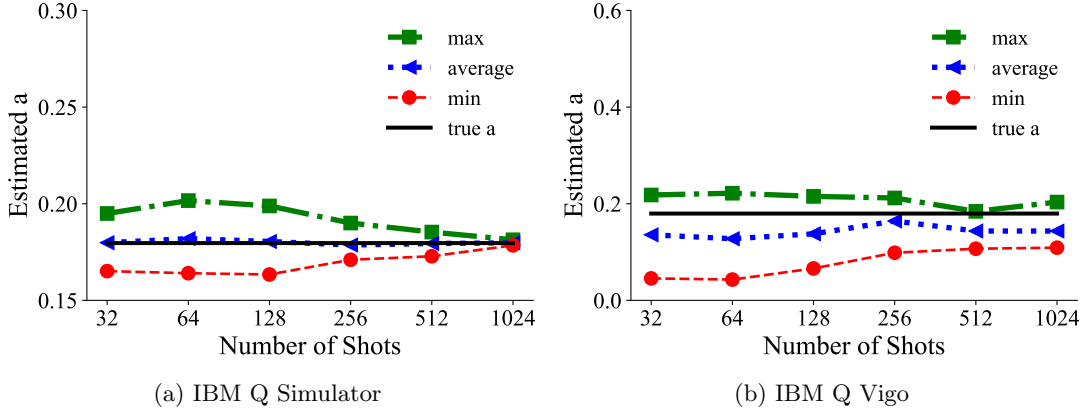 0.30
0.25
0.20
0.15
Estimated a
max
average
min
true a
32 64 128 256 512 1024
Number of Shots
(a) IBM Q Simulator
0.6
0.4
0.2
0.0
Estimated a
max
average
min
true a
32 64 128 256 512 1024
Number of Shots
(b) IBM Q Vigo